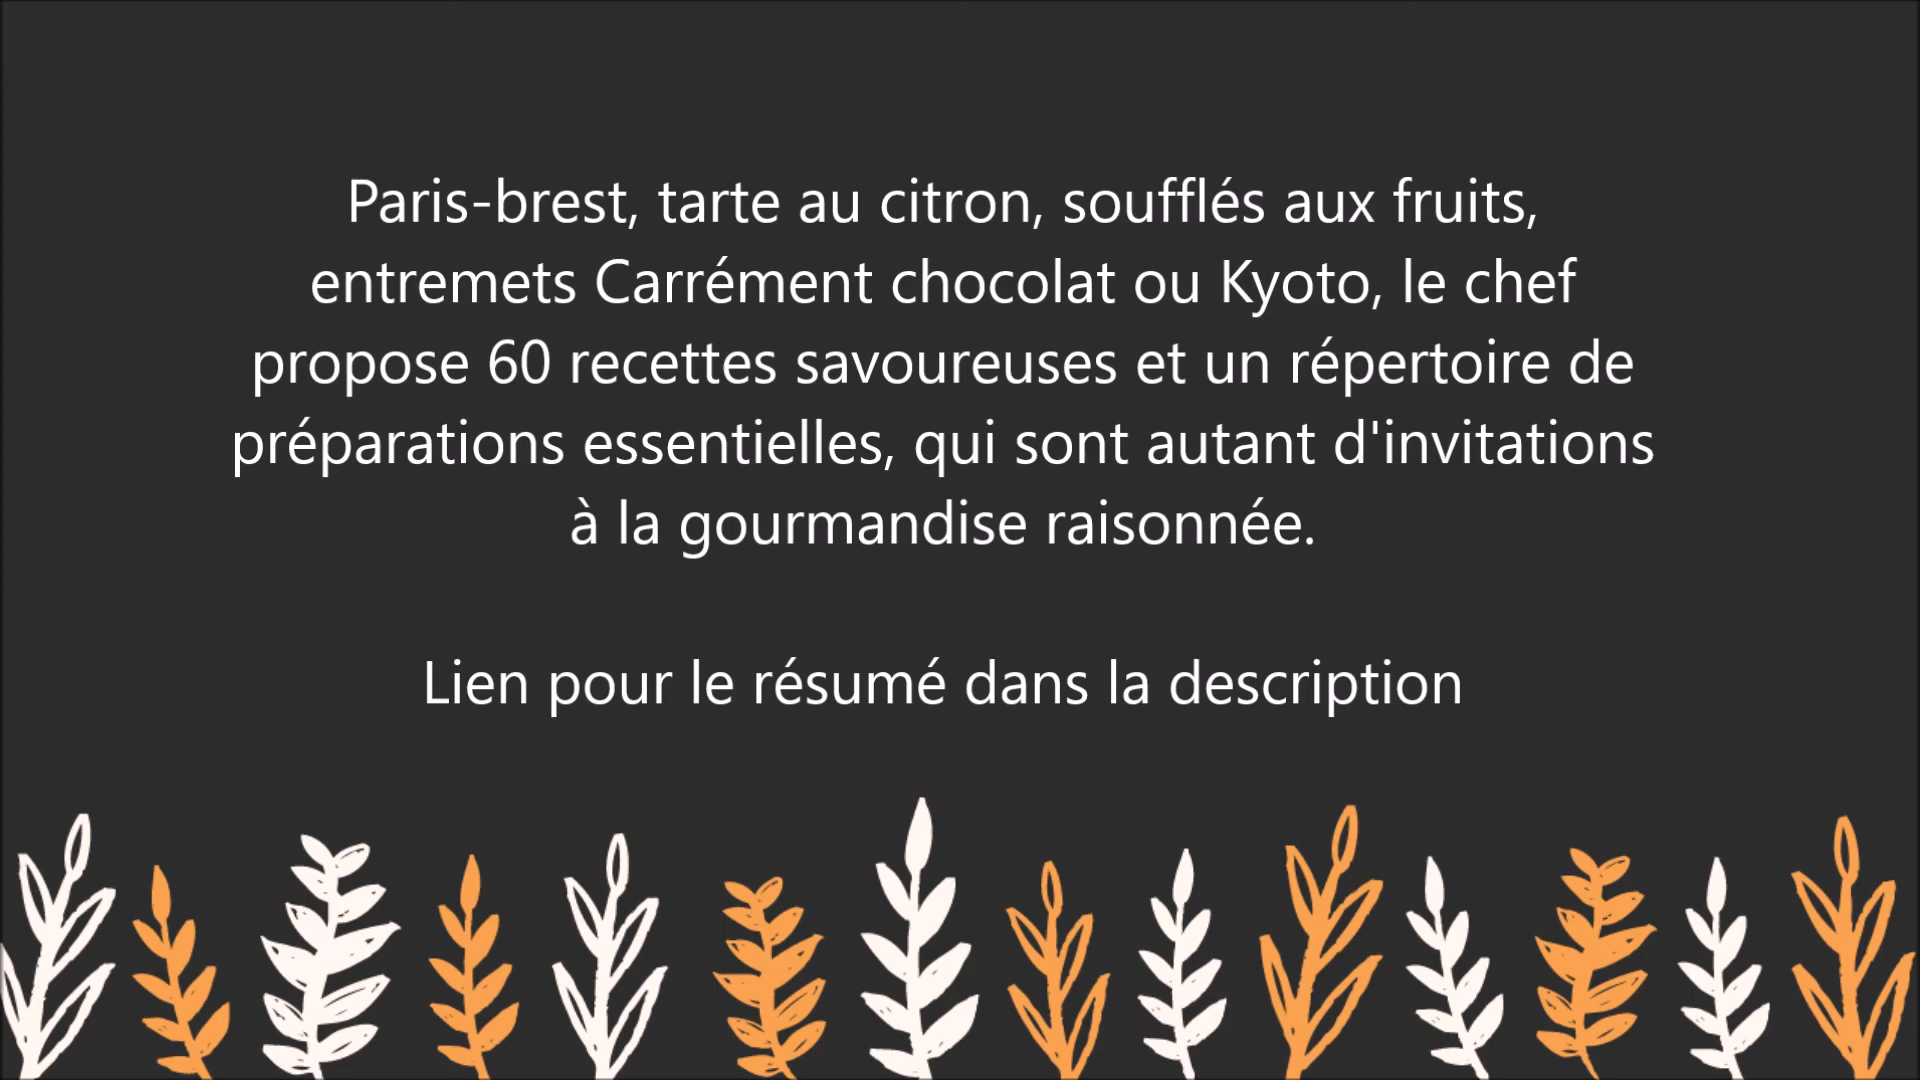 Paris-brest, tarte au citron, soufflés aux fruits,
entremets Carrément chocolat ou Kyoto, le chef
propose 60 recettes savoureuses et un répertoire de
préparations essentielles, qui sont autant d'invitations
à la gourmandise raisonnée.
Lien pour le résumé dans la description